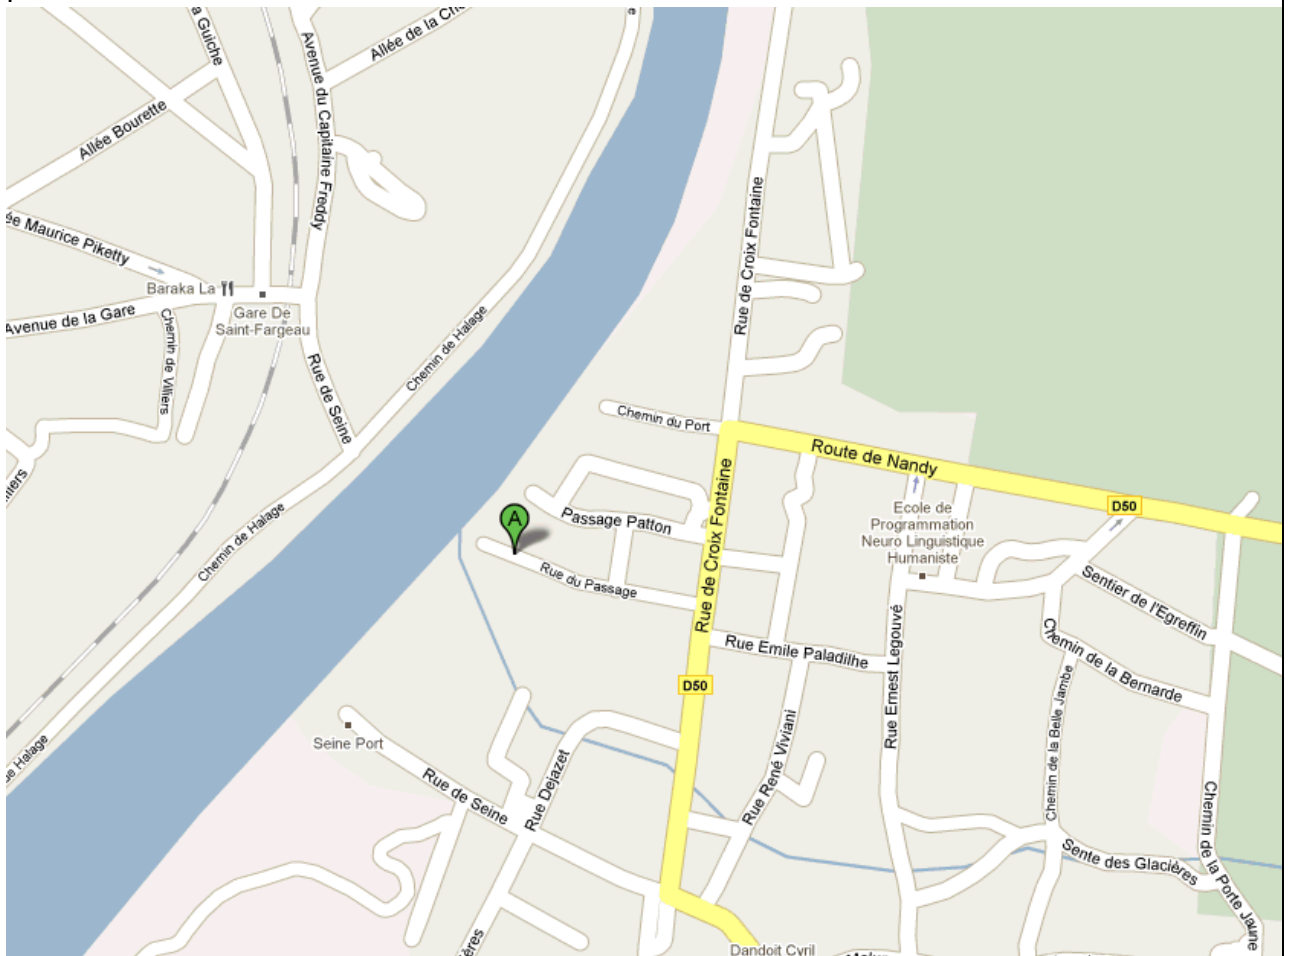 la Guiche
Avenue du Capitaine Freddy
Allée de la
Allée Bourette
Maurice Piketty
Baraka La
Gare De
Saint-Fargeau
Avenue de la Gare
Chemin de Villiers
Rue de Seine
Chemin de Halage
Chemin de Halage
Halage
Rue de Croix Fontaine
Chemin du Port
Route de Nandy
D50
Rue de Croix Fontaine
Passage Patton
A
Rue du Passage
Ecole de
Programmation
Neuro Linguistique
Humaniste
Sentier de l'Egreffin
Chemin de la Bernarde
Rue Emile Paladilhe
Rue Ernest Legouvé
D50
Chemin de la Belle Jambe
Rue René Viviani
Seine Port
Rue de Seine
Rue Dejazet
Chemin de la Porte Jaune
Sente des Glacières
Dandoit Cyril